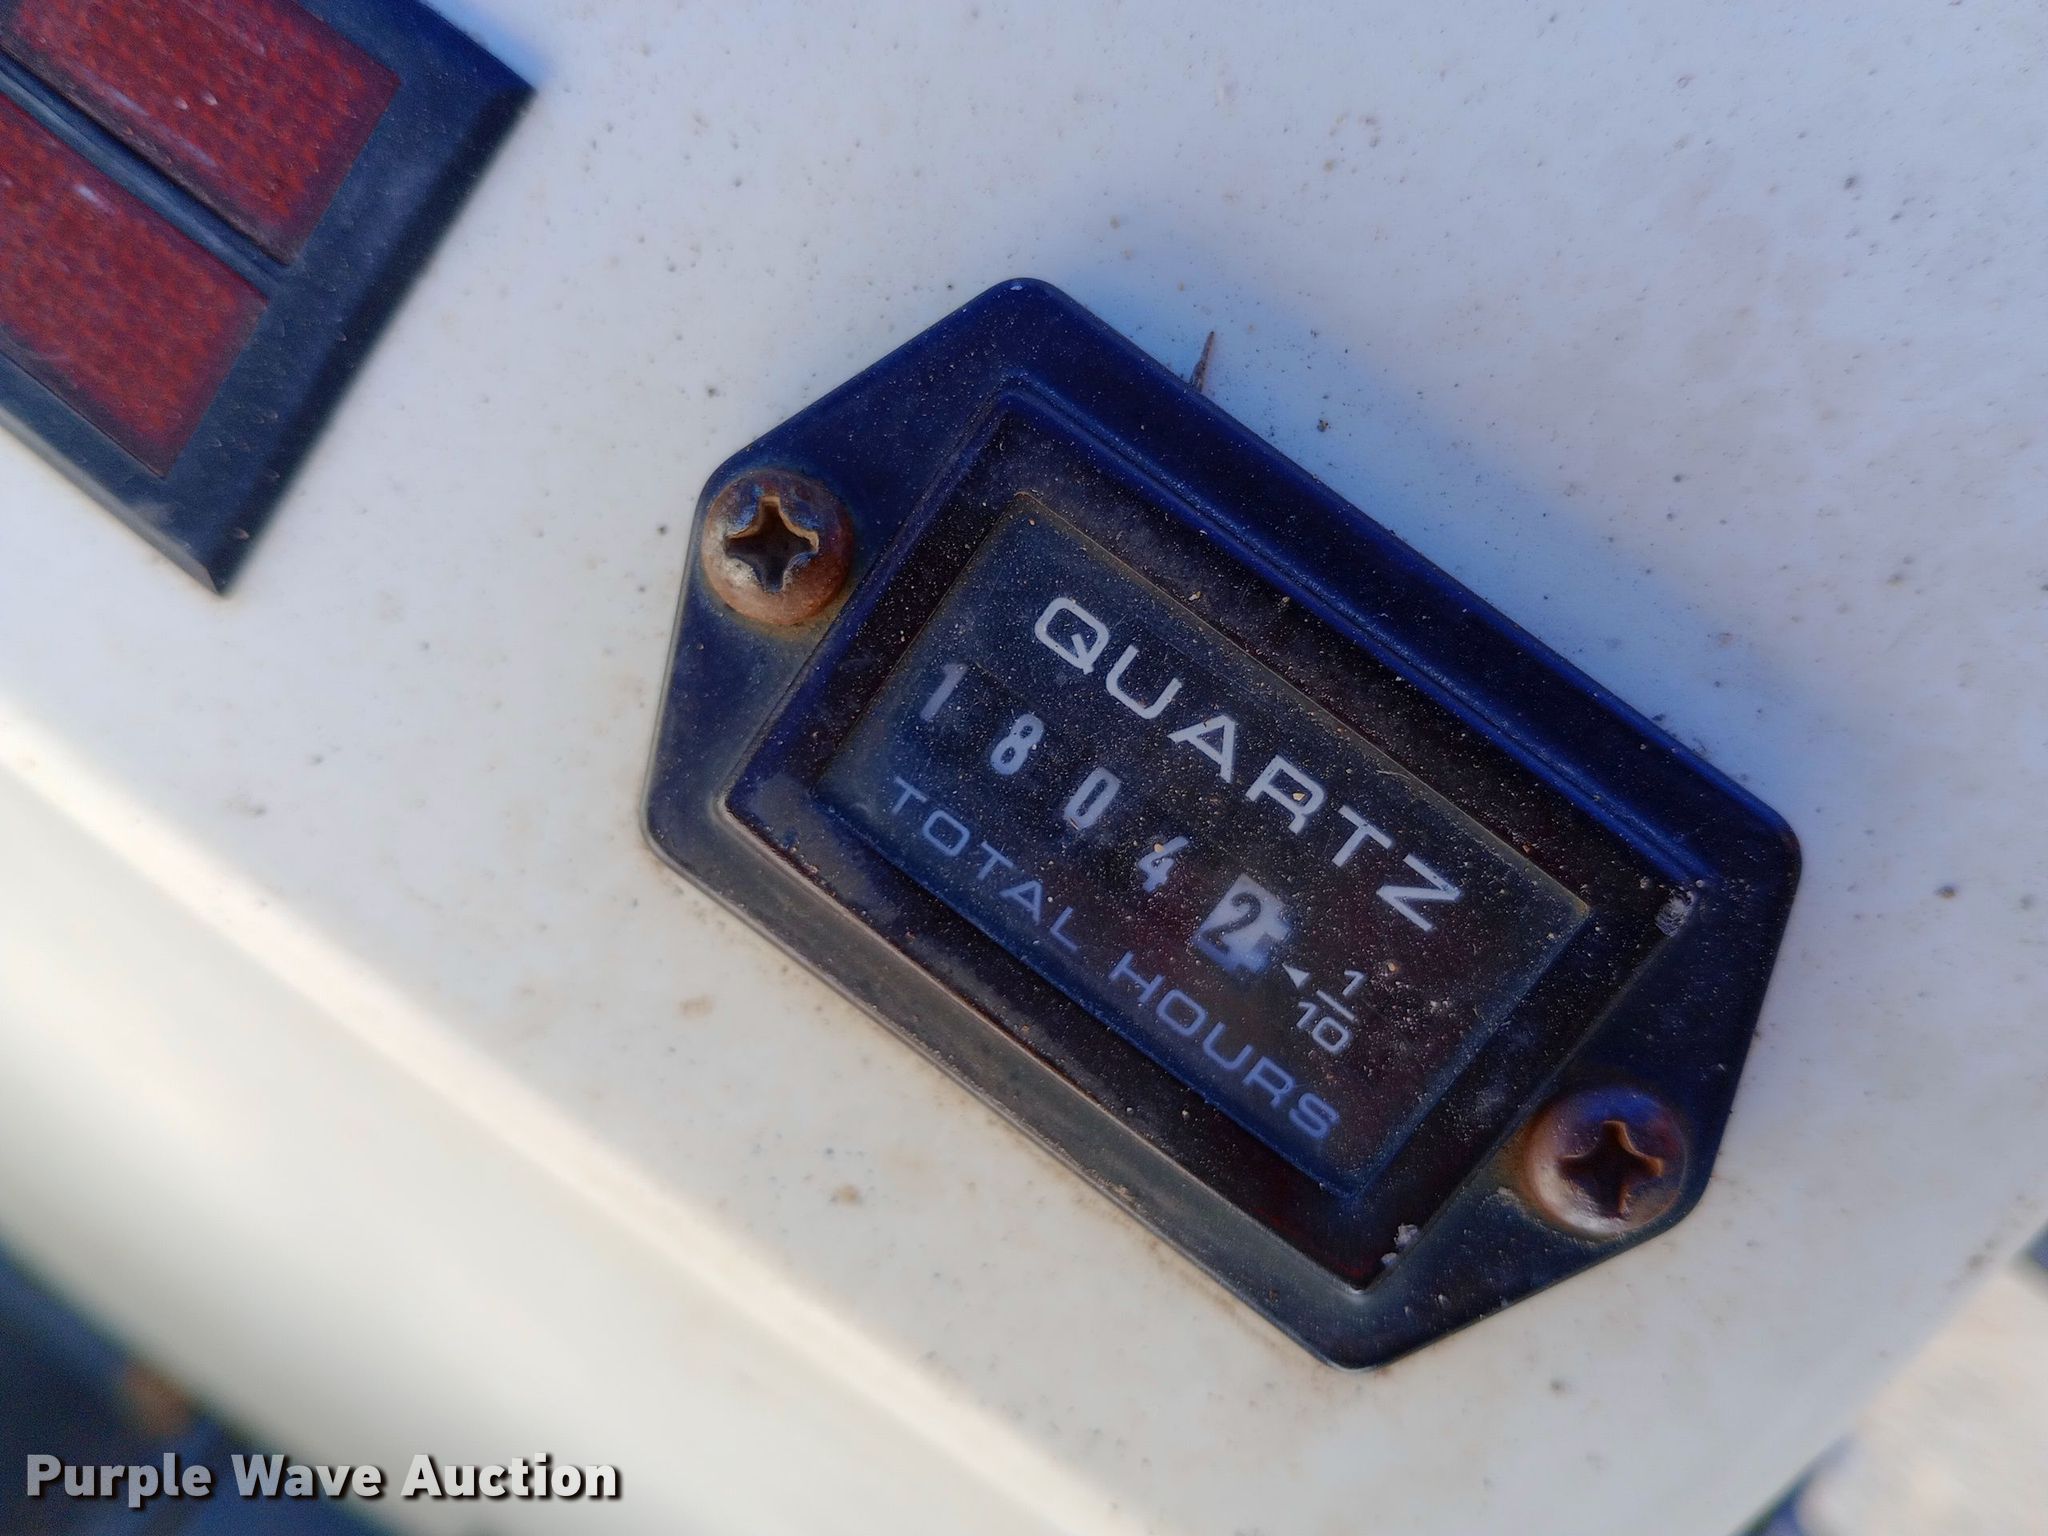 QUARTZ
1 8 0 4 2
1/10
TOTAL HOURS
Purple Wave Auction